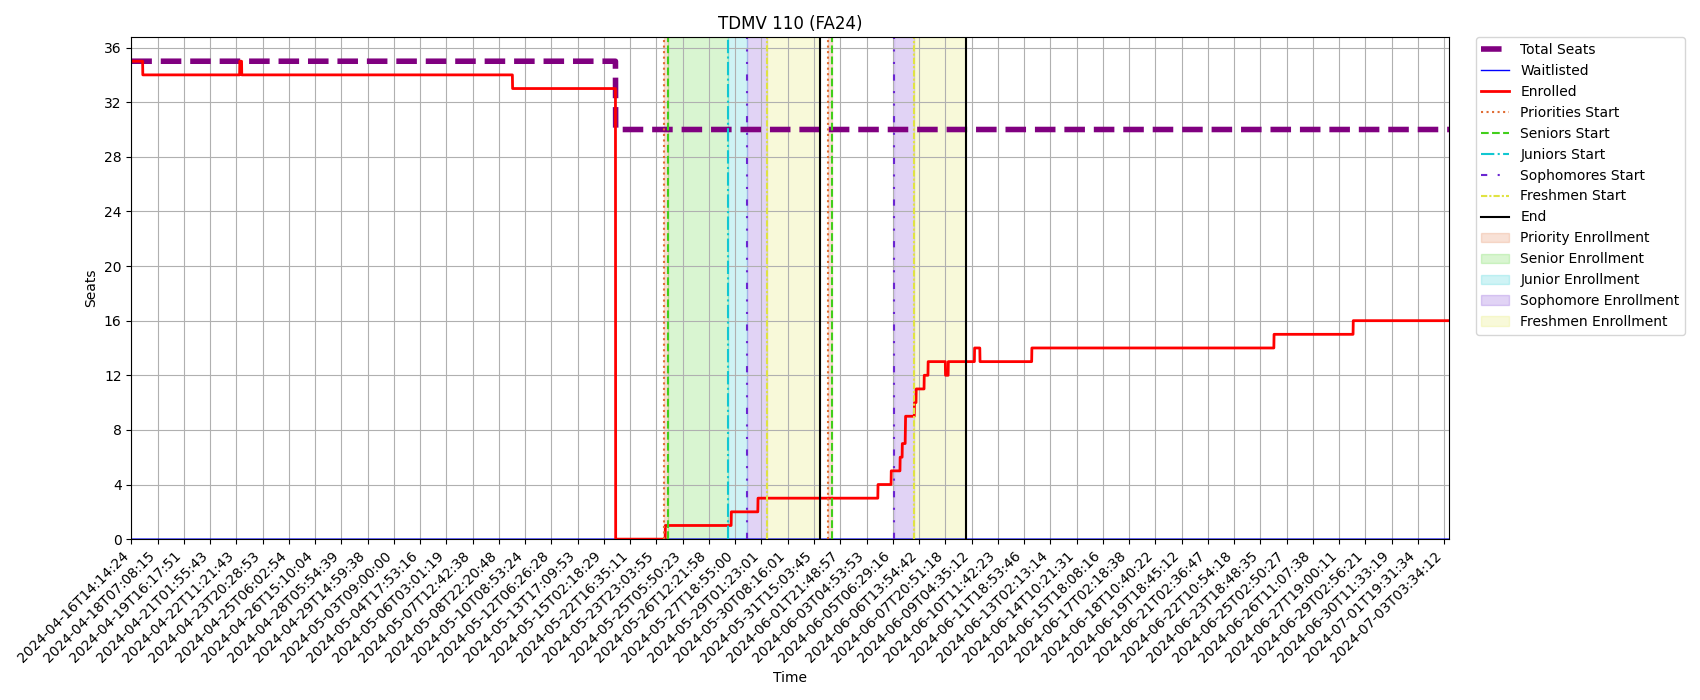 TDMV 110 (FA24)
36
32
28
24
20
16
12
8
4
0
Seats
2024-04-16T14:14:24
2024-04-18T07:08:15
2024-04-19T16:17:51
2024-04-21T01:55:43
2024-04-22T11:21:43
2024-04-23T20:28:53
2024-04-25T06:02:54
2024-04-26T15:10:04
2024-04-28T05:54:39
2024-04-29T14:59:38
2024-05-03T09:00:00
2024-05-04T17:53:16
2024-05-06T03:01:19
2024-05-07T12:42:38
2024-05-08T22:20:48
2024-05-10T08:53:24
2024-05-12T06:26:28
2024-05-13T17:09:53
2024-05-15T02:18:29
2024-05-22T16:35:11
2024-05-23T23:03:55
2024-05-25T05:50:23
2024-05-26T12:21:58
2024-05-27T18:55:00
2024-05-29T01:23:01
2024-05-30T08:16:01
2024-05-31T15:03:45
2024-06-01T21:48:57
2024-06-03T04:53:53
2024-06-05T06:29:16
2024-06-06T13:54:42
2024-06-07T20:51:18
2024-06-09T04:35:12
2024-06-10T11:42:23
2024-06-11T18:53:46
2024-06-13T02:13:14
2024-06-14T10:21:31
2024-06-15T18:08:16
2024-06-17T02:18:38
2024-06-18T10:40:22
2024-06-19T18:45:12
2024-06-21T02:36:47
2024-06-22T10:54:18
2024-06-23T18:48:35
2024-06-25T02:50:27
2024-06-26T11:07:38
2024-06-27T19:00:11
2024-06-29T02:56:21
2024-06-30T11:33:19
2024-07-01T19:31:34
2024-07-03T03:34:12
Time
Total Seats
Waitlisted
Enrolled
Priorities Start
Seniors Start
Juniors Start
Sophomores Start
Freshmen Start
End
Priority Enrollment
Senior Enrollment
Junior Enrollment
Sophomore Enrollment
Freshmen Enrollment